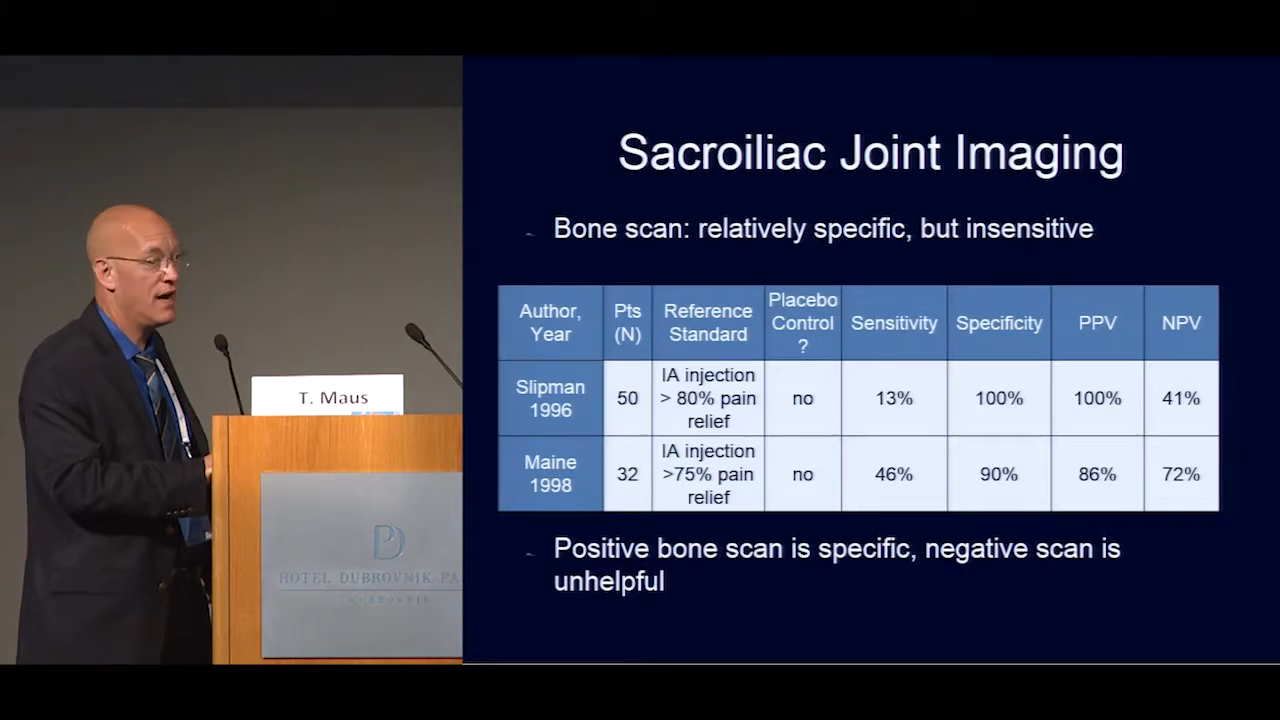 Sacroiliac Joint Imaging
Bone scan: relatively specific, but insensitive
Author, Year Pts (N) Reference Standard Placebo Control ? Sensitivity Specificity PPV NPV
Slipman 1996 50 IA injection > 80% pain relief no 13% 100% 100% 41%
Maine 1998 32 IA injection >75% pain relief no 46% 90% 86% 72%
Positive bone scan is specific, negative scan is
unhelpful
T. Maus
HOTEL DUBROVNIK PA